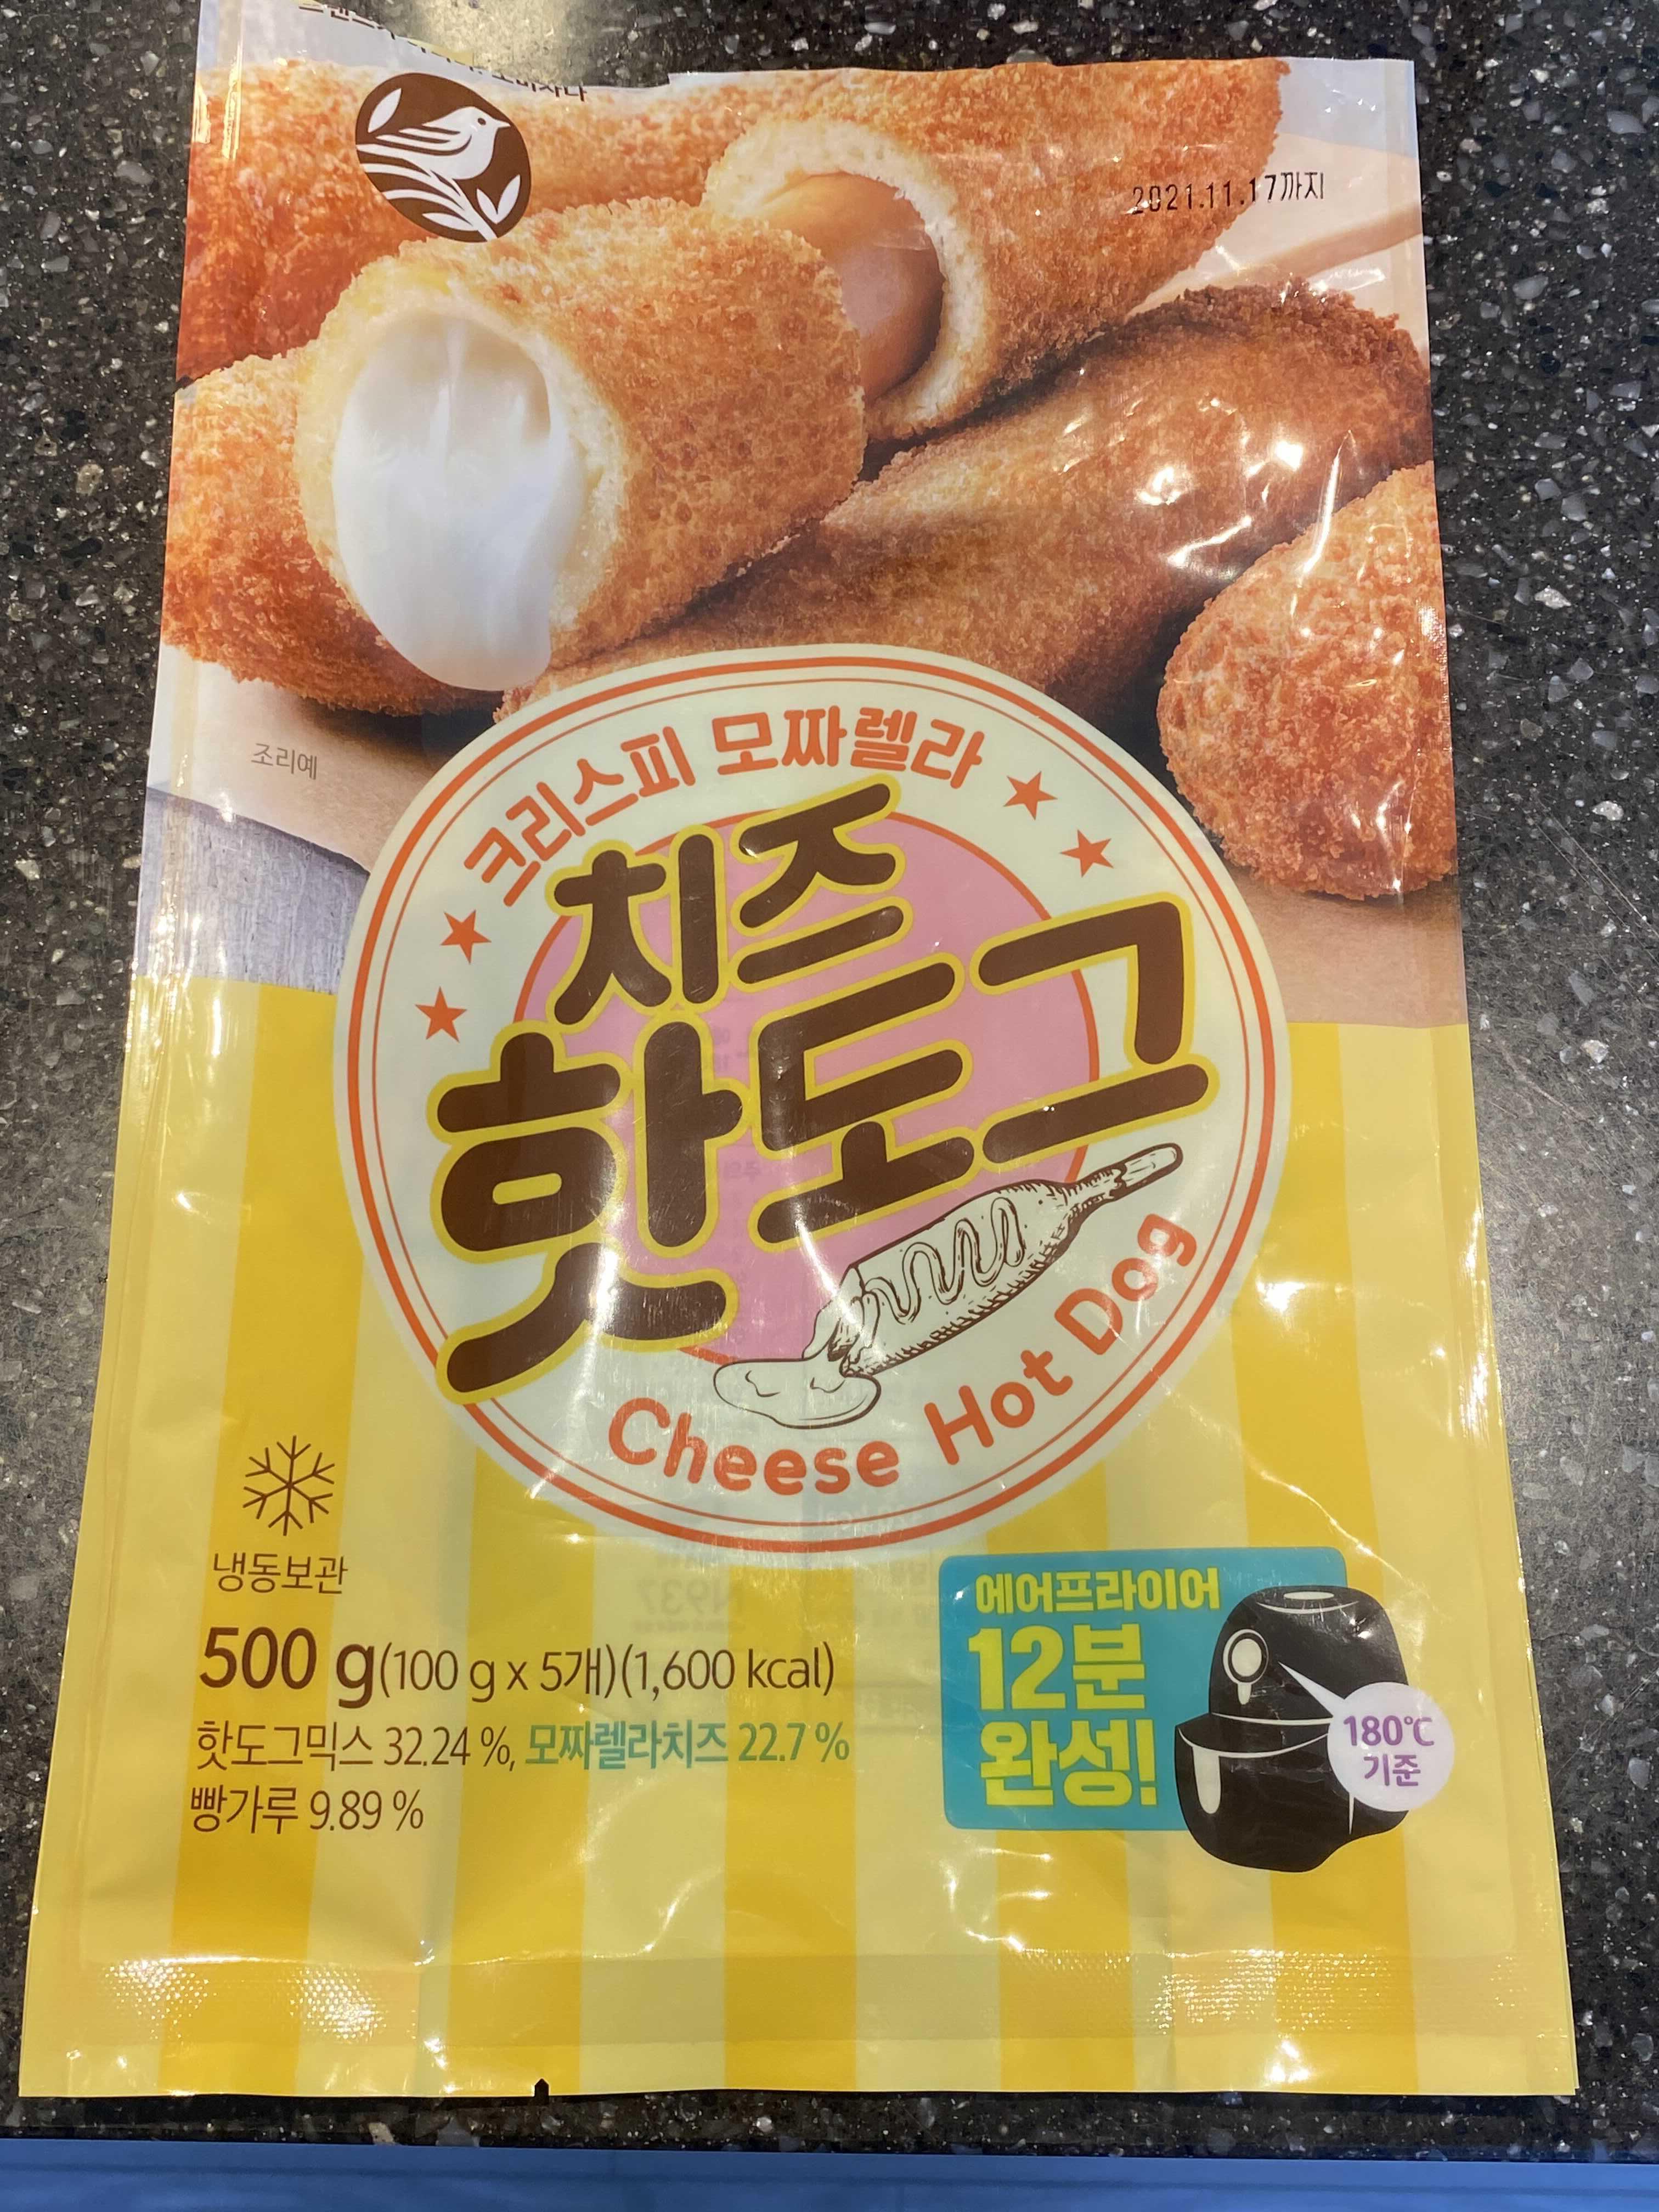 2021.11.17까지
조리예
크리스피 모짜렐라
치즈
핫도그
Cheese Hot Dog
냉동보관
500 g(100 g x 5개)(1,600 kcal)
핫도그믹스 32.24 %, 모짜렐라치즈 22.7 %
빵가루 9.89 %
에어프라이어
12분
완성!
180℃
기준